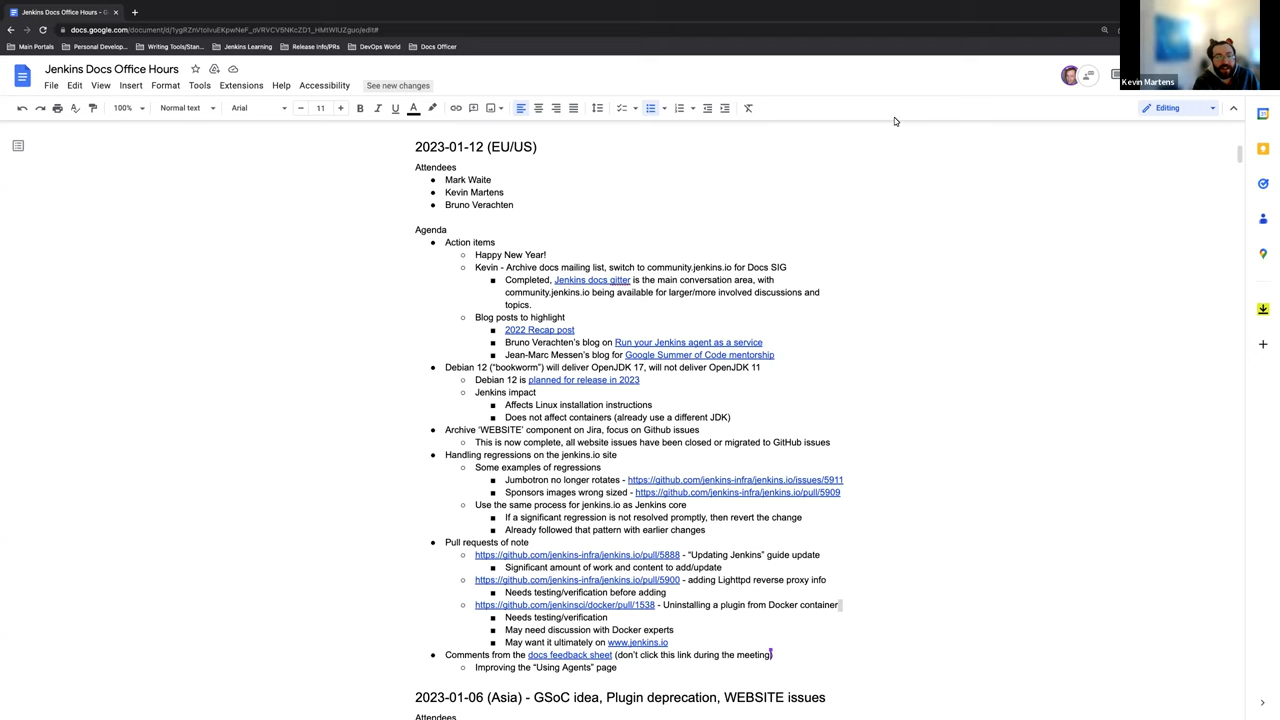 Jenkins Docs Office Hours - G
docs.google.com/document/d/1ygRZnVtoIvuEKpwNeF_oVRVCV5NKcZD1_HMtWlUZguo/edit#
Main Portals
Personal Develop...
Writing Tools/Stan...
Jenkins Learning
Release Info/PRs
DevOps World
Docs Officer
Kevin Martens
Jenkins Docs Office Hours
File Edit View Insert Format Tools Extensions Help Accessibility See new changes
100% Normal text Arial 11 Editing
2023-01-12 (EU/US)
Attendees
● Mark Waite
● Kevin Martens
● Bruno Verachten
Agenda
● Action items
○ Happy New Year!
○ Kevin - Archive docs mailing list, switch to community.jenkins.io for Docs SIG
■ Completed, Jenkins docs gitter is the main conversation area, with
community.jenkins.io being available for larger/more involved discussions and
topics.
○ Blog posts to highlight
■ 2022 Recap post
■ Bruno Verachten's blog on Run your Jenkins agent as a service
■ Jean-Marc Messen's blog for Google Summer of Code mentorship
● Debian 12 ("bookworm") will deliver OpenJDK 17, will not deliver OpenJDK 11
○ Debian 12 is planned for release in 2023
○ Jenkins impact
■ Affects Linux installation instructions
■ Does not affect containers (already use a different JDK)
● Archive 'WEBSITE' component on Jira, focus on Github issues
○ This is now complete, all website issues have been closed or migrated to GitHub issues
● Handling regressions on the jenkins.io site
○ Some examples of regressions
■ Jumbotron no longer rotates - https://github.com/jenkins-infra/jenkins.io/issues/5911
■ Sponsors images wrong sized - https://github.com/jenkins-infra/jenkins.io/pull/5909
○ Use the same process for jenkins.io as Jenkins core
■ If a significant regression is not resolved promptly, then revert the change
■ Already followed that pattern with earlier changes
● Pull requests of note
○ https://github.com/jenkins-infra/jenkins.io/pull/5888 - "Updating Jenkins" guide update
■ Significant amount of work and content to add/update
○ https://github.com/jenkins-infra/jenkins.io/pull/5900 - adding Lighttpd reverse proxy info
■ Needs testing/verification before adding
○ https://github.com/jenkinsci/docker/pull/1538 - Uninstalling a plugin from Docker container
■ Needs testing/verification
■ May need discussion with Docker experts
■ May want it ultimately on www.jenkins.io
● Comments from the docs feedback sheet (don't click this link during the meeting)
○ Improving the "Using Agents" page
2023-01-06 (Asia) - GSoC idea, Plugin deprecation, WEBSITE issues
Attendees